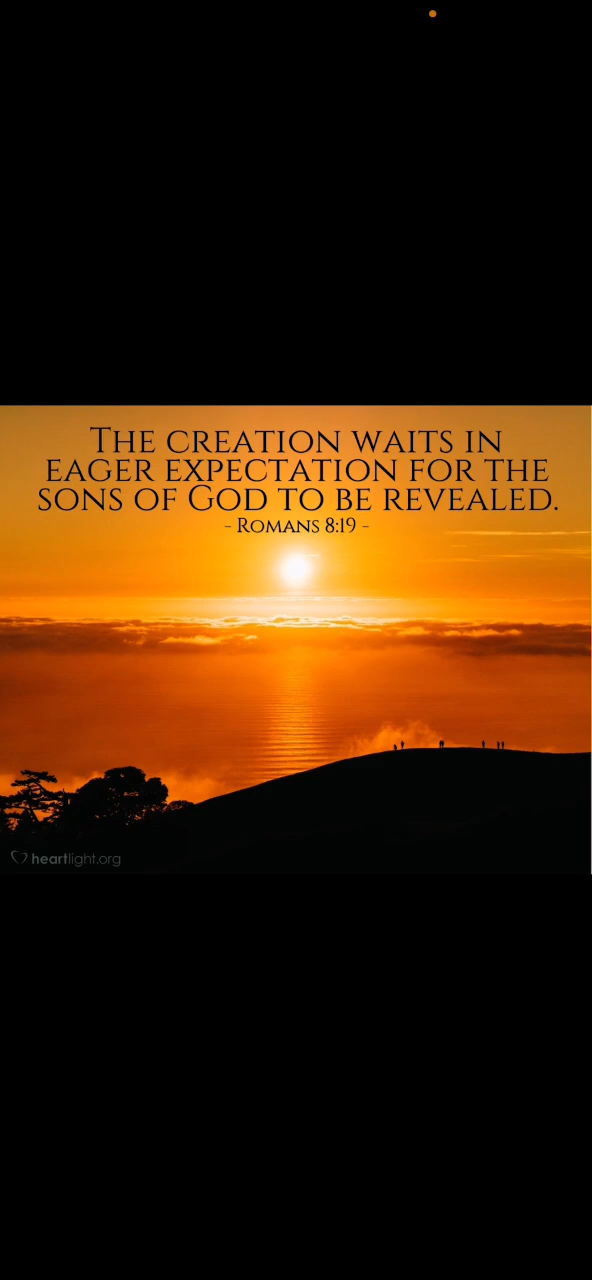 The creation waits in
eager expectation for the
sons of God to be revealed.
- Romans 8:19 -
heartlight.org